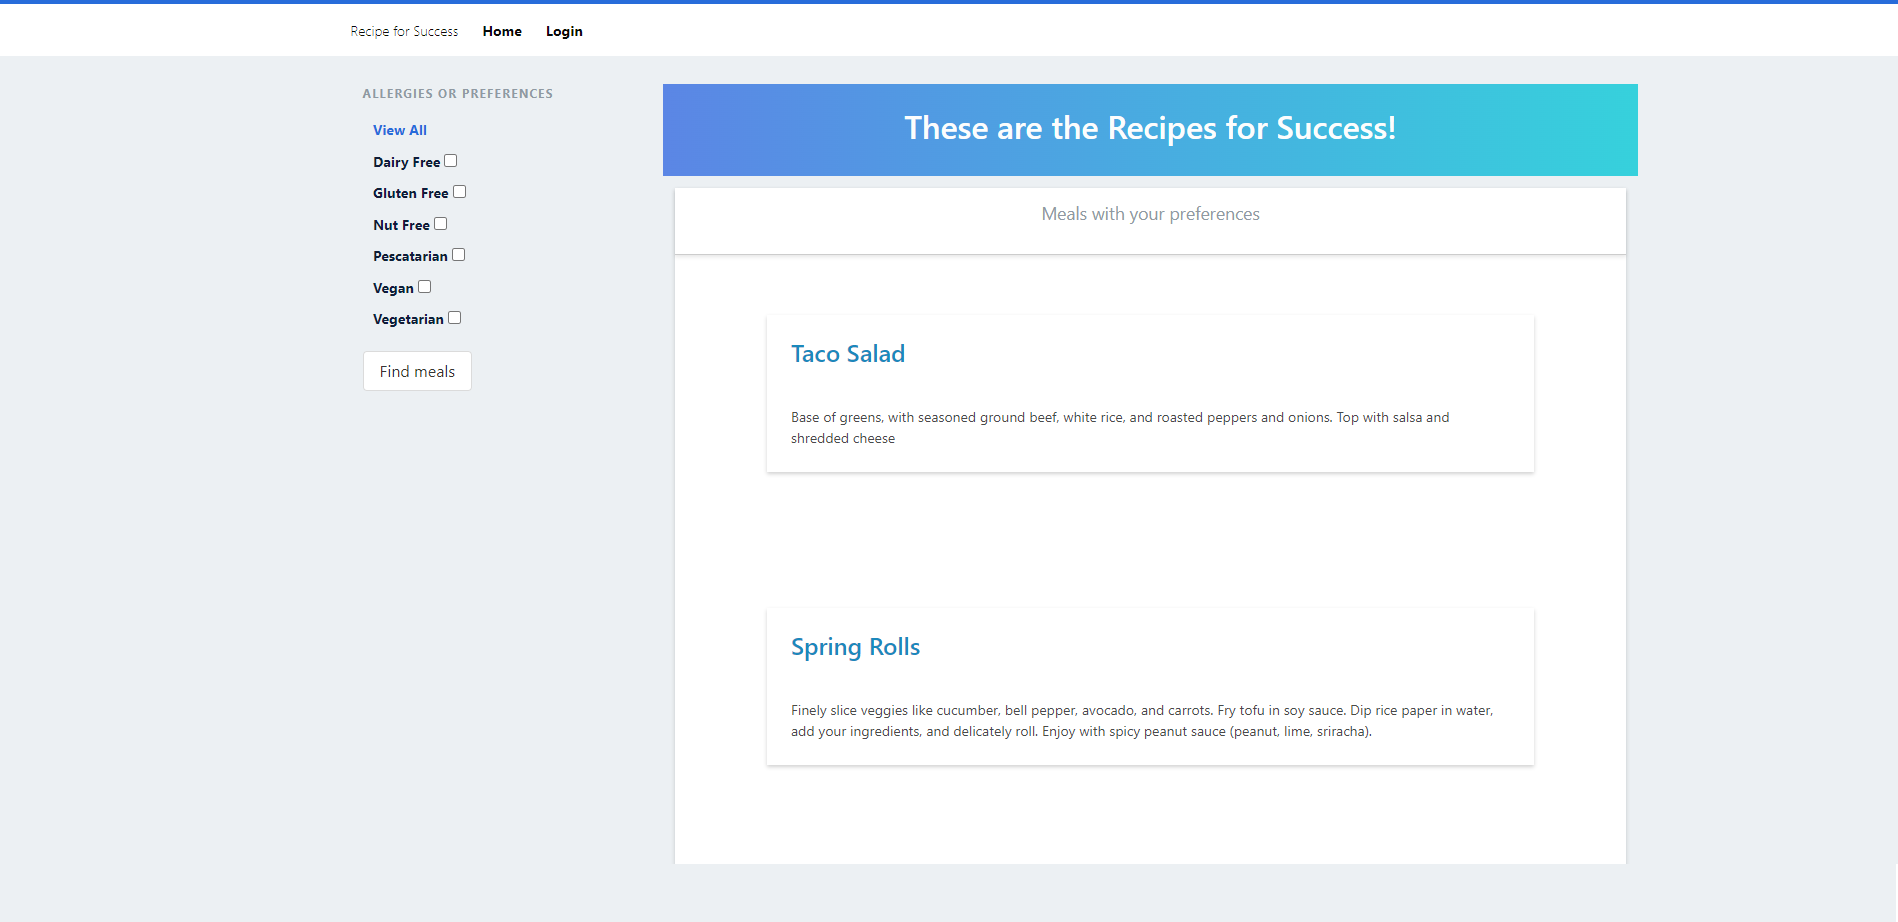 Recipe for Success Home Login
ALLERGIES OR PREFERENCES
View All
Dairy Free
Gluten Free
Nut Free
Pescatarian
Vegan
Vegetarian
Find meals
These are the Recipes for Success!
Meals with your preferences
Taco Salad
Base of greens, with seasoned ground beef, white rice, and roasted peppers and onions. Top with salsa and
shredded cheese
Spring Rolls
Finely slice veggies like cucumber, bell pepper, avocado, and carrots. Fry tofu in soy sauce. Dip rice paper in water,
add your ingredients, and delicately roll. Enjoy with spicy peanut sauce (peanut, lime, sriracha).